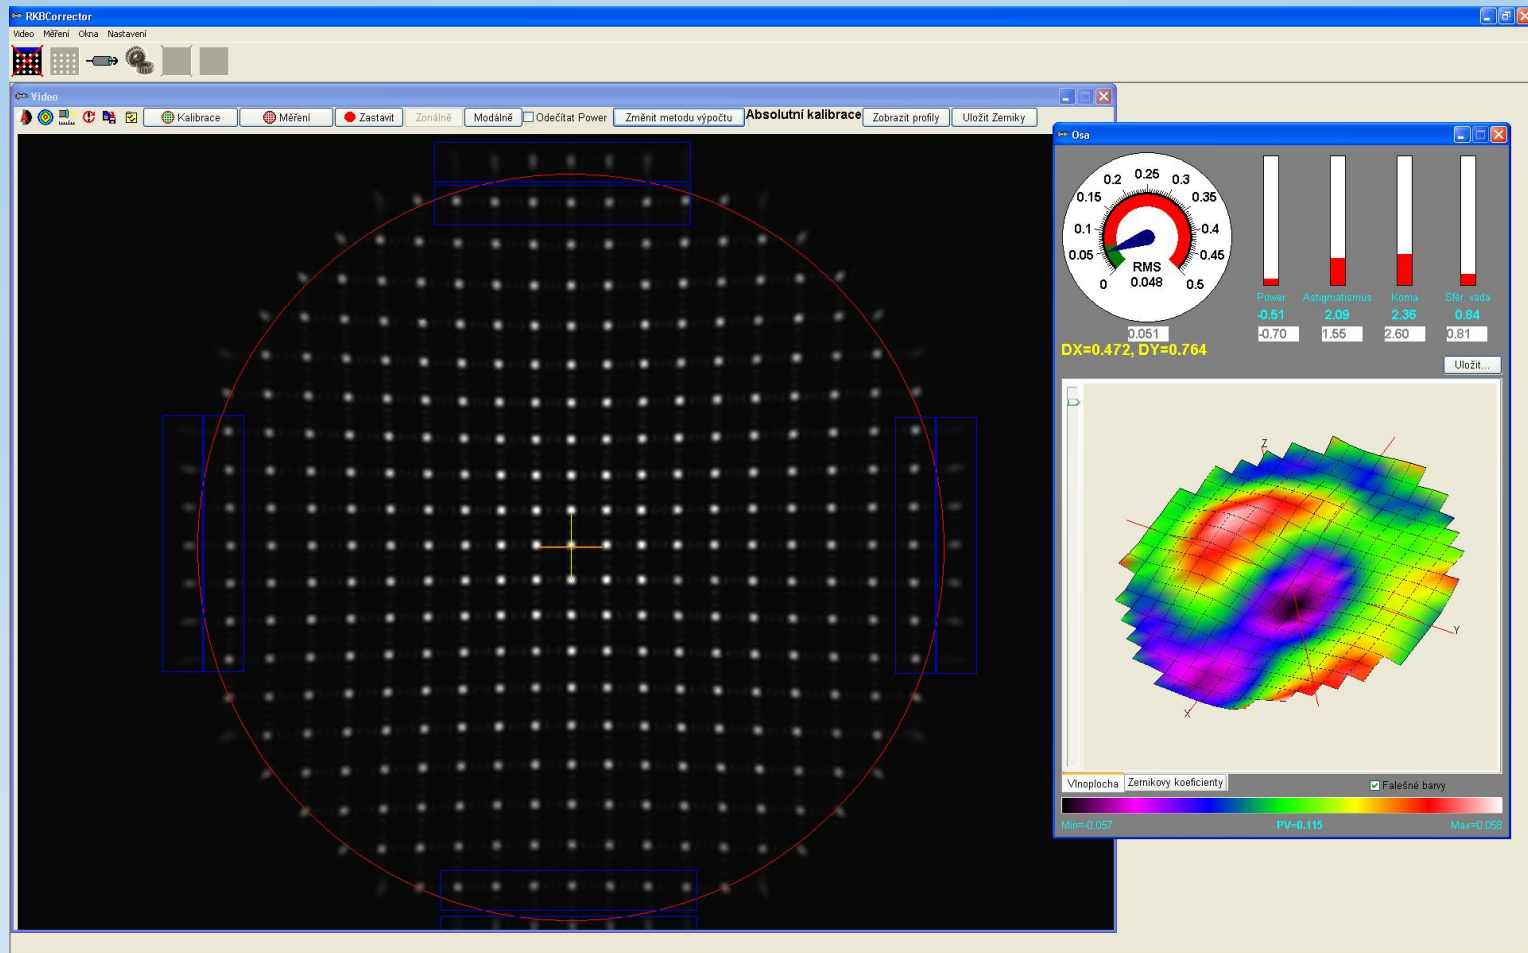 RKBCorrector
Video Měření Okna Nastavení
Video
Kalibrace Měření Zastavit Zonálně Modálně Odečítat Power Změnit metodu výpočtu Absolutní kalibrace Zobrazit profily Uložit Zerniky
Osa
0 0.05 0.1 0.15 0.2 0.25 0.3 0.35 0.4 0.45 0.5
RMS
0.048
Power Astigmatismus Koma Sfér. vada
-0.51 2.09 2.36 0.84
0.051 -0.70 1.55 2.60 0.81
DX=0.472, DY=0.764
Uložit...
Z
Y
X
Vlnoplocha Zernikovy koeficienty Falešné barvy
Min=-0.057 PV=0.115 Max=0.058